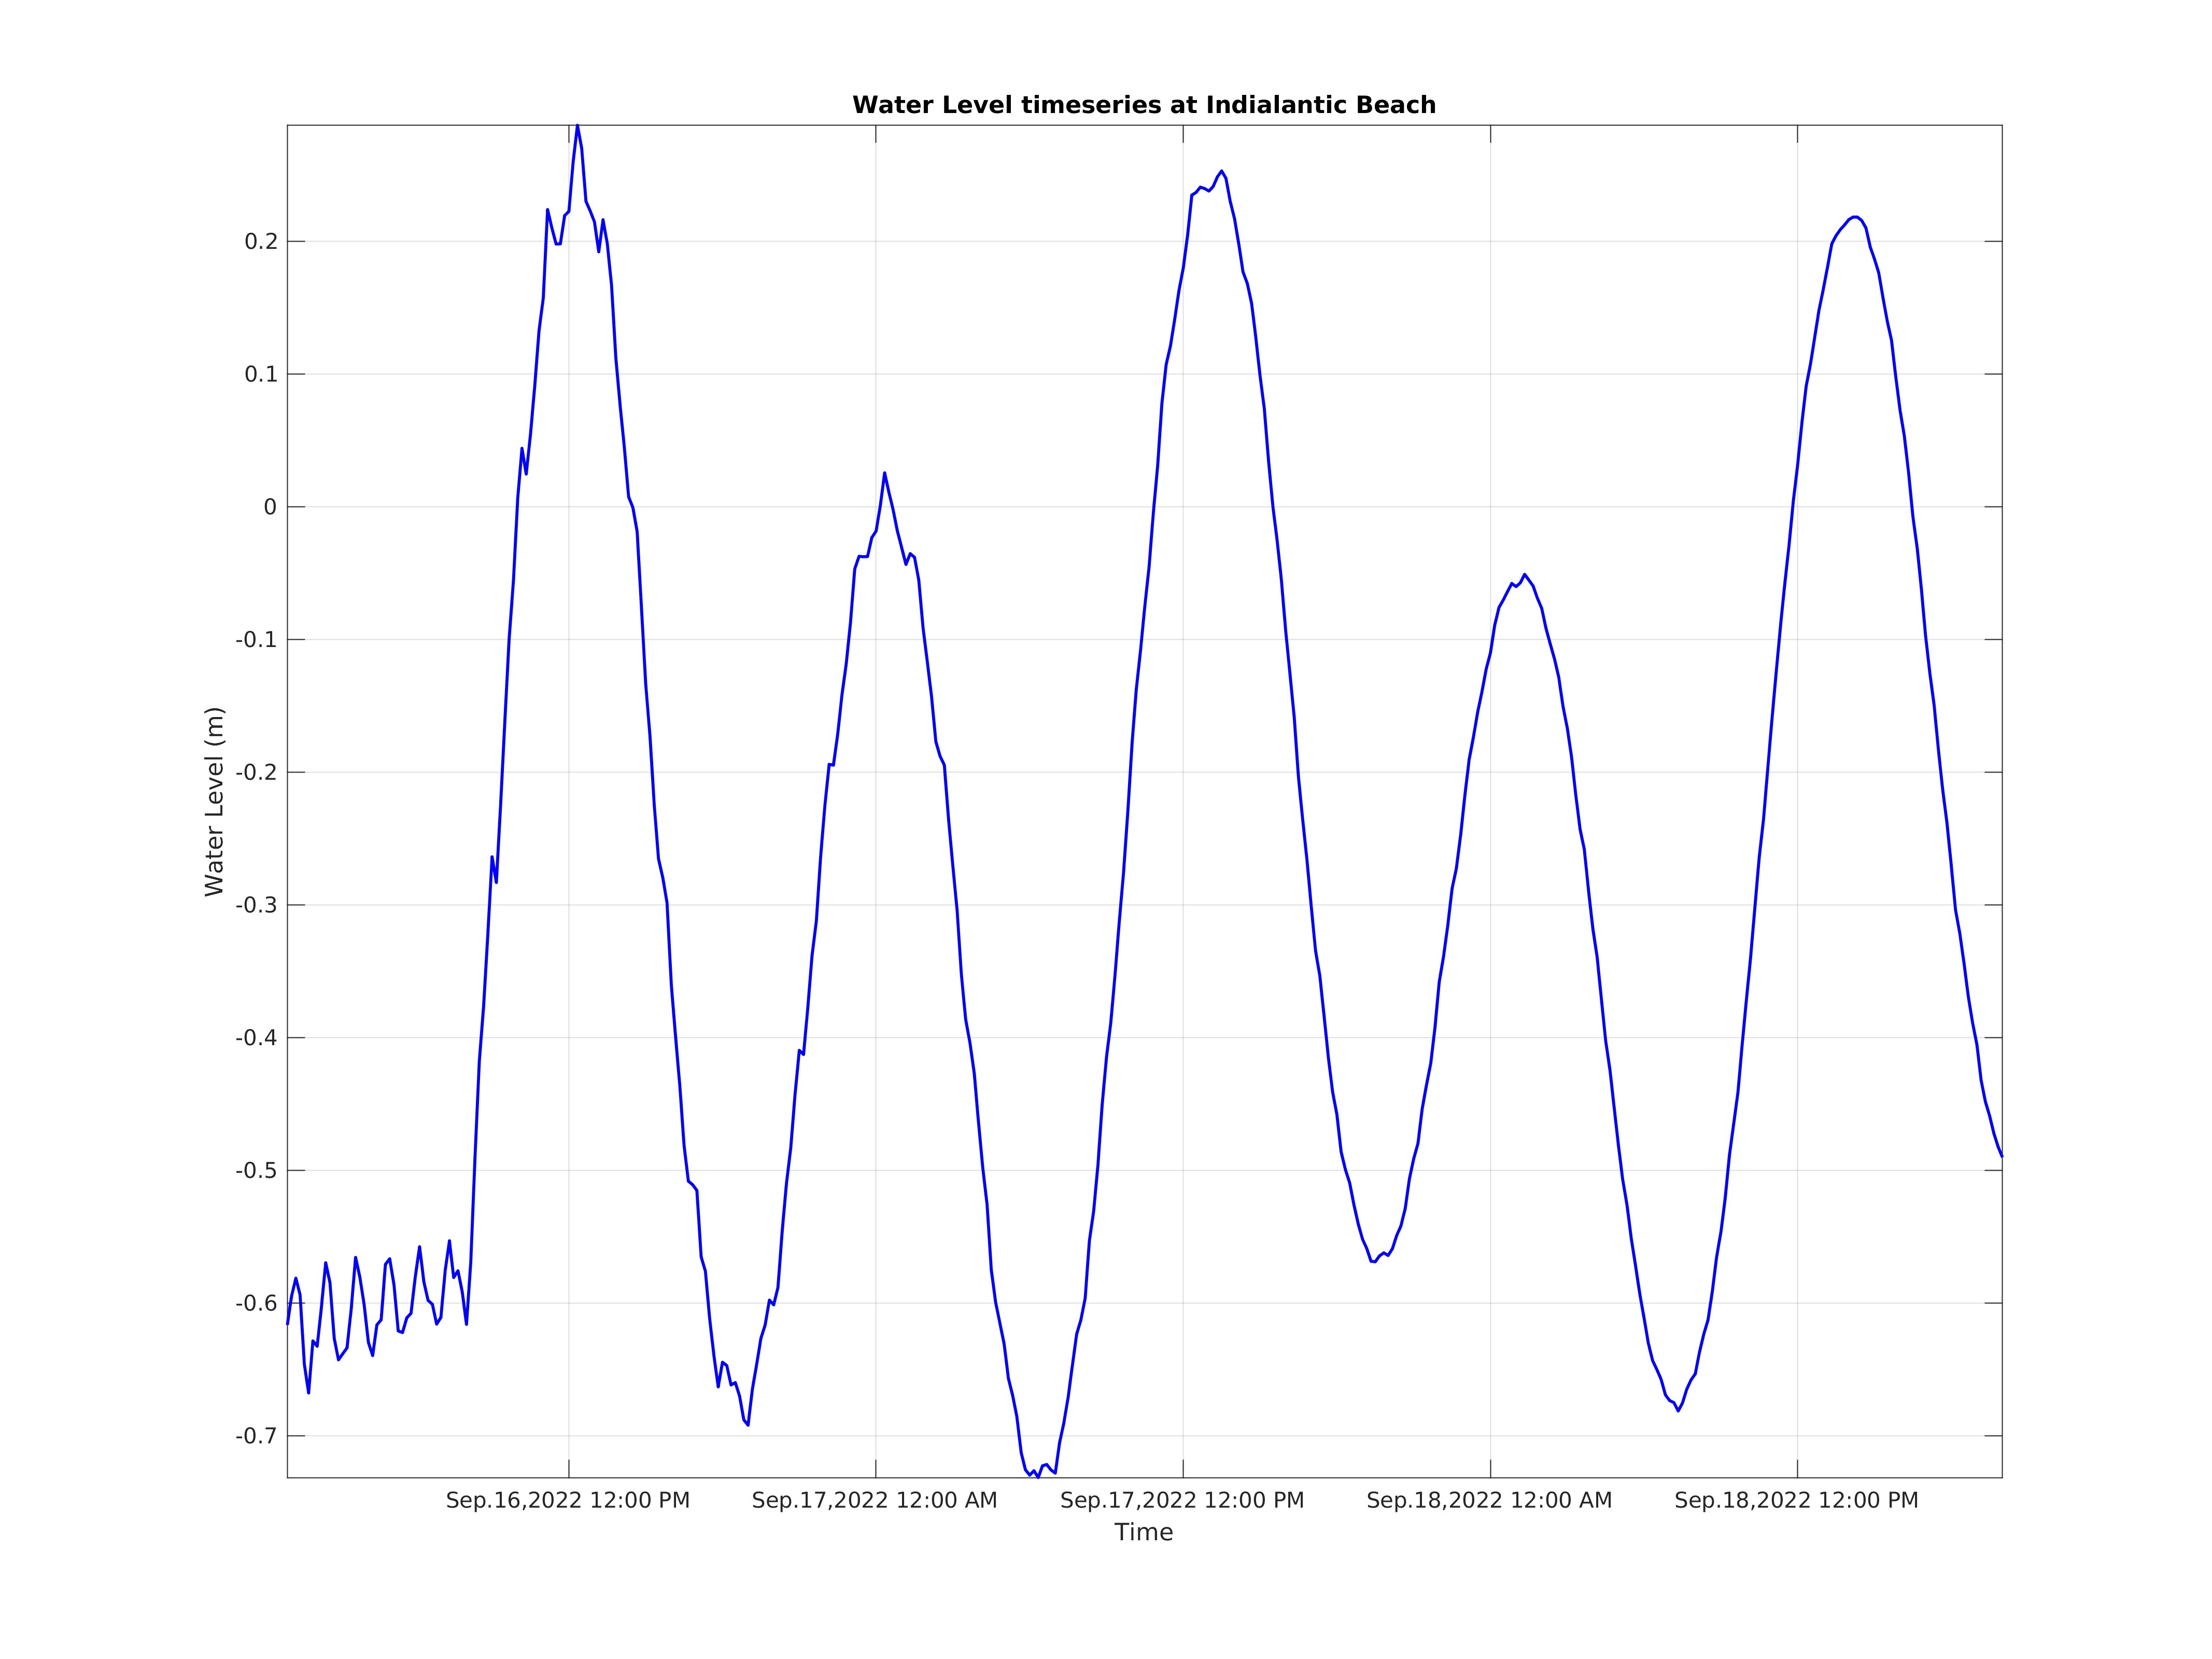 Water Level timeseries at Indialantic Beach
0.2
0.1
0
-0.1
-0.2
-0.3
-0.4
-0.5
-0.6
-0.7
Water Level (m)
Sep.16,2022 12:00 PM
Sep.17,2022 12:00 AM
Sep.17,2022 12:00 PM
Sep.18,2022 12:00 AM
Sep.18,2022 12:00 PM
Time